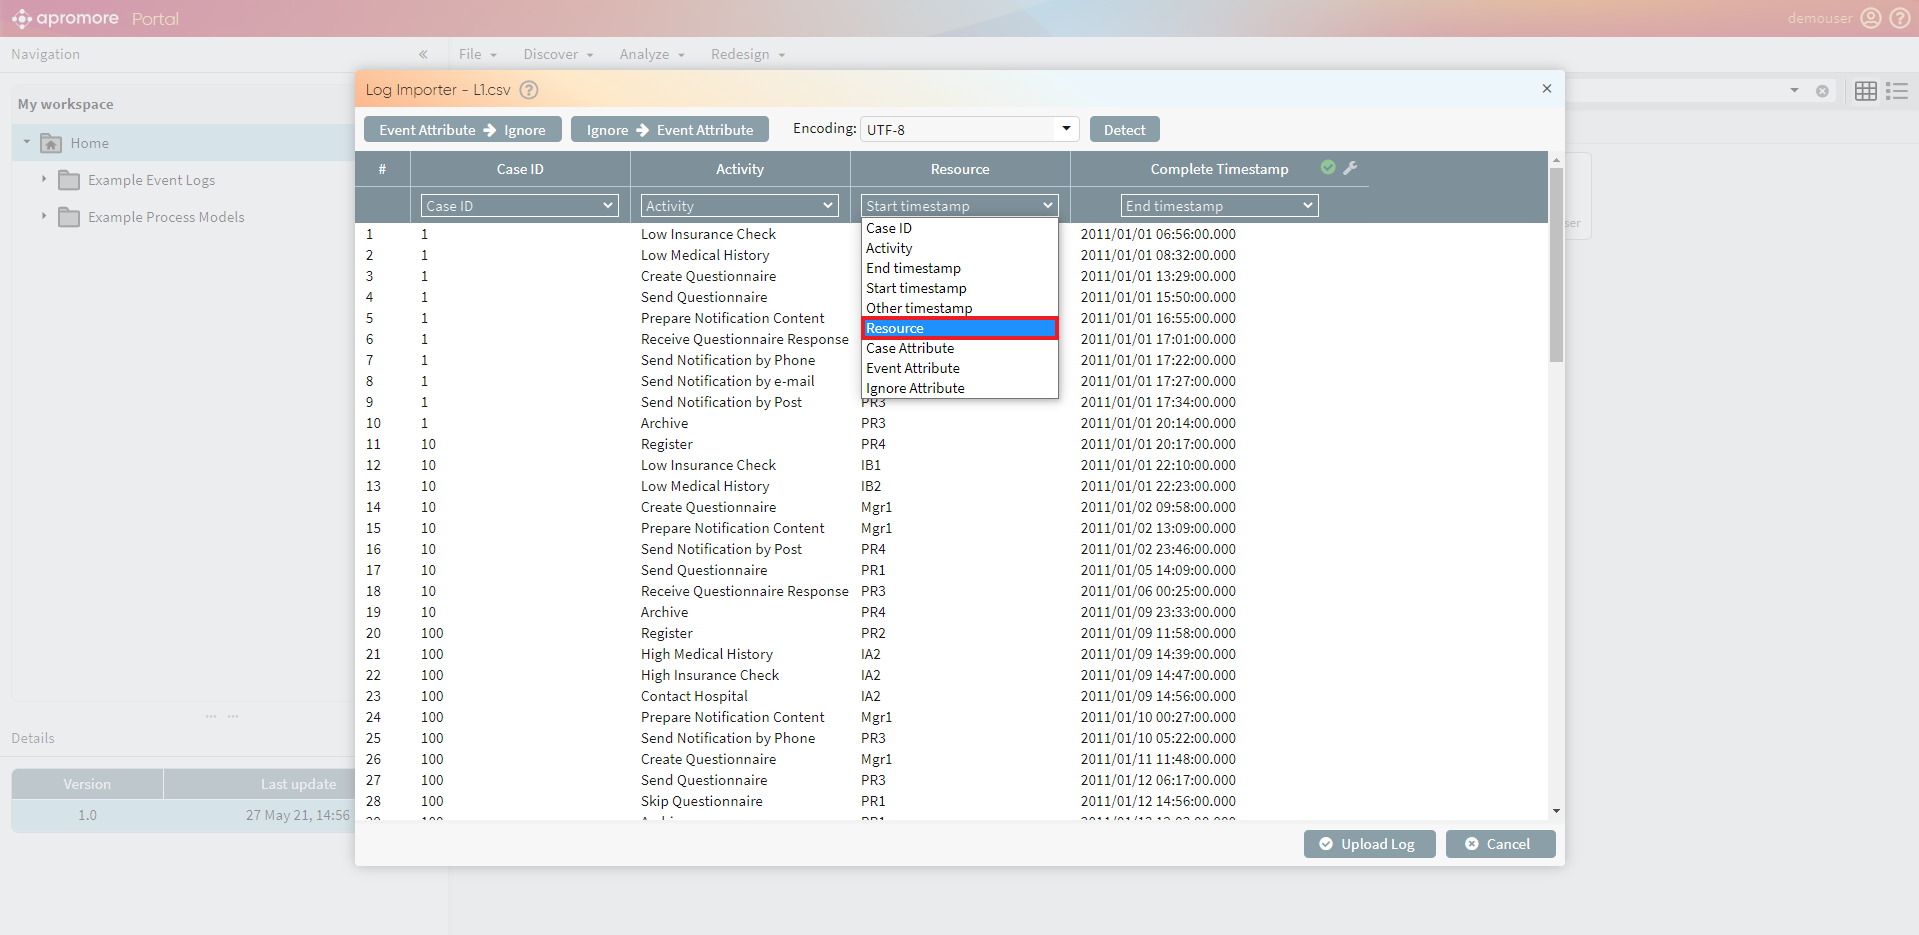 apromore Portal
demouser
Navigation
File Discover Analyze Redesign
My workspace
Home
Example Event Logs
Example Process Models
Details
Version Last update
1.0 27 May 21, 14:56
Log Importer - L1.csv
Event Attribute Ignore Ignore Event Attribute Encoding: UTF-8 Detect
# Case ID Activity Resource Complete Timestamp
Case ID Activity Start timestamp End timestamp
Case ID
Activity
End timestamp
Start timestamp
Other timestamp
Resource
Case Attribute
Event Attribute
Ignore Attribute
1 1 Low Insurance Check 2011/01/01 06:56:00.000
2 1 Low Medical History 2011/01/01 08:32:00.000
3 1 Create Questionnaire 2011/01/01 13:29:00.000
4 1 Send Questionnaire 2011/01/01 15:50:00.000
5 1 Prepare Notification Content 2011/01/01 16:55:00.000
6 1 Receive Questionnaire Response 2011/01/01 17:01:00.000
7 1 Send Notification by Phone 2011/01/01 17:22:00.000
8 1 Send Notification by e-mail 2011/01/01 17:27:00.000
9 1 Send Notification by Post PR3 2011/01/01 17:34:00.000
10 1 Archive PR3 2011/01/01 20:14:00.000
11 10 Register PR4 2011/01/01 20:17:00.000
12 10 Low Insurance Check IB1 2011/01/01 22:10:00.000
13 10 Low Medical History IB2 2011/01/01 22:23:00.000
14 10 Create Questionnaire Mgr1 2011/01/02 09:58:00.000
15 10 Prepare Notification Content Mgr1 2011/01/02 13:09:00.000
16 10 Send Notification by Post PR4 2011/01/02 23:46:00.000
17 10 Send Questionnaire PR1 2011/01/05 14:09:00.000
18 10 Receive Questionnaire Response PR3 2011/01/06 00:25:00.000
19 10 Archive PR4 2011/01/09 23:33:00.000
20 100 Register PR2 2011/01/09 11:58:00.000
21 100 High Medical History IA2 2011/01/09 14:39:00.000
22 100 High Insurance Check IA2 2011/01/09 14:47:00.000
23 100 Contact Hospital IA2 2011/01/09 14:56:00.000
24 100 Prepare Notification Content Mgr1 2011/01/10 00:27:00.000
25 100 Send Notification by Phone PR3 2011/01/10 05:22:00.000
26 100 Create Questionnaire Mgr1 2011/01/11 11:48:00.000
27 100 Send Questionnaire PR3 2011/01/12 06:17:00.000
28 100 Skip Questionnaire PR1 2011/01/12 14:56:00.000
Upload Log Cancel